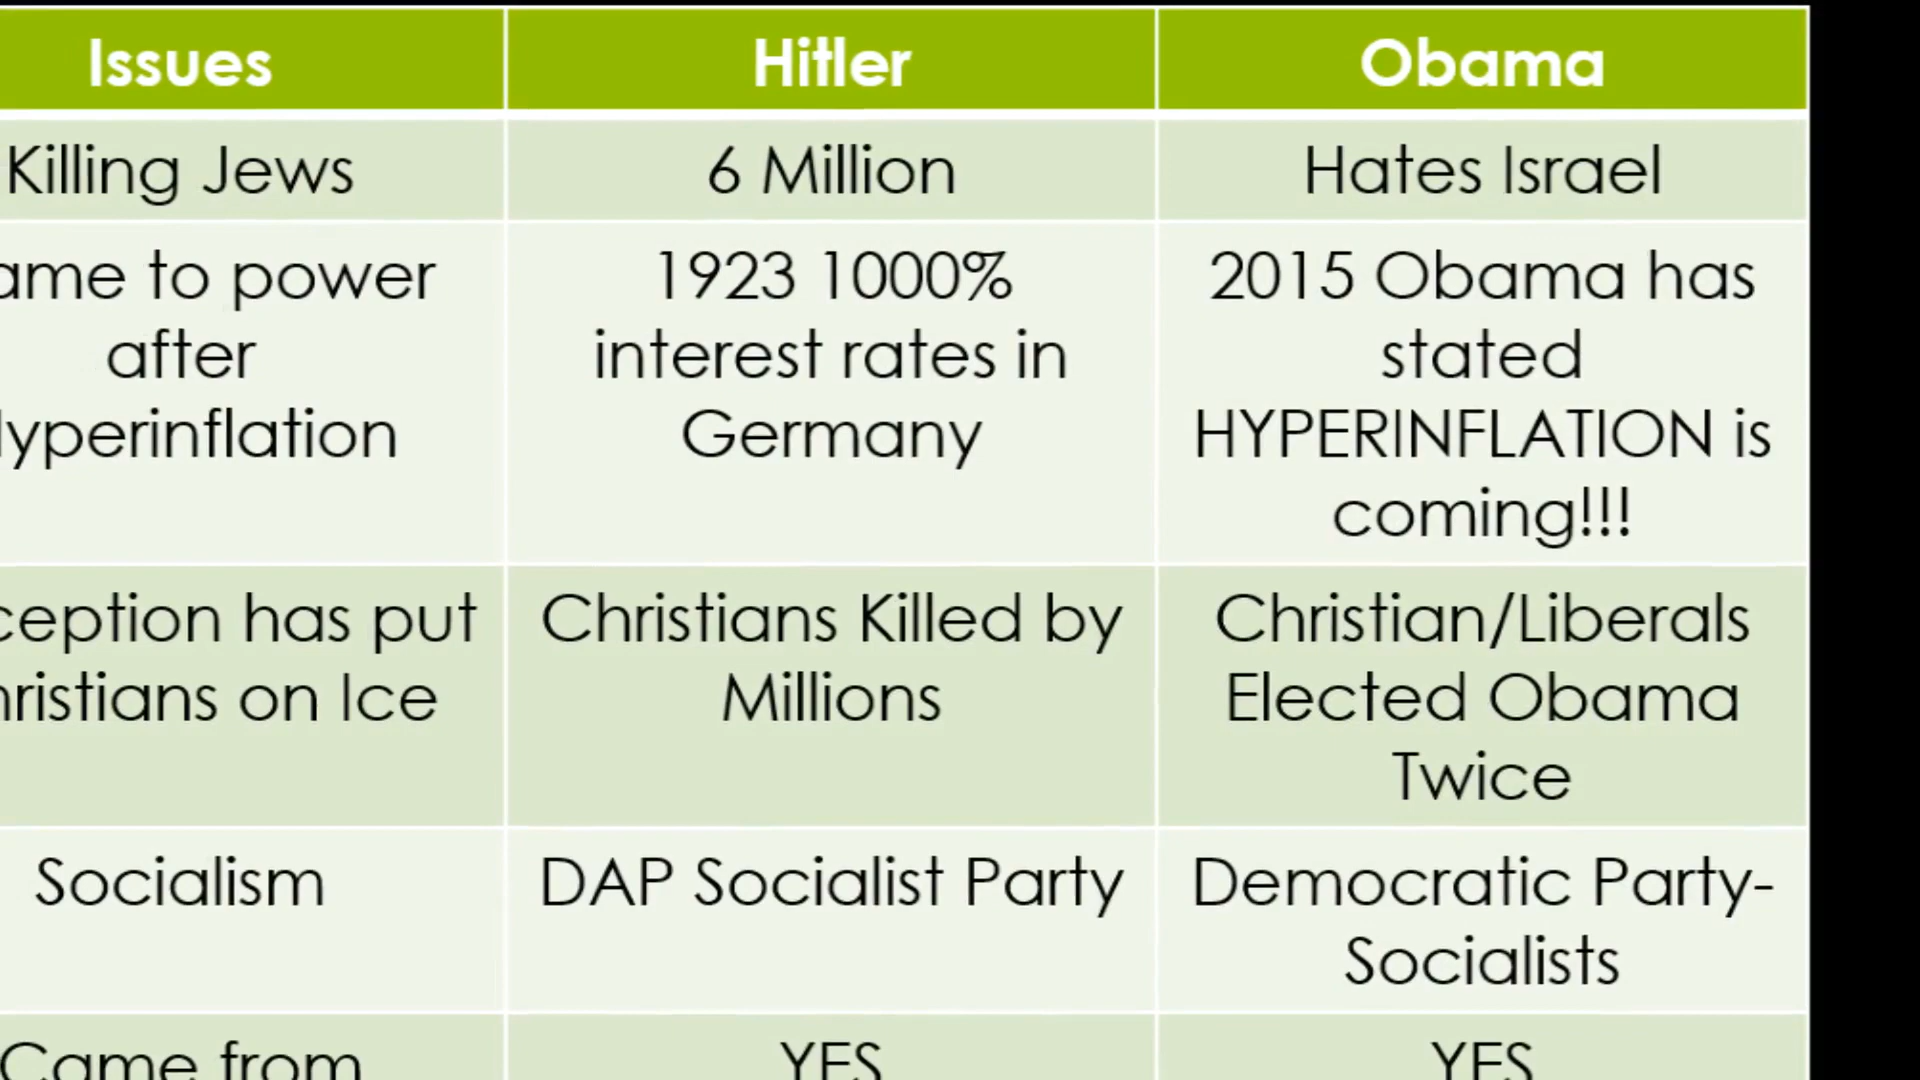 Issues Hitler Obama
Killing Jews 6 Million Hates Israel
ame to power 1923 1000% 2015 Obama has
after interest rates in stated
yperinflation Germany HYPERINFLATION is
coming!!!
ception has put Christians Killed by Christian/Liberals
hristians on Ice Millions Elected Obama
Twice
Socialism DAP Socialist Party Democratic Party-
Socialists
Came from YES YES